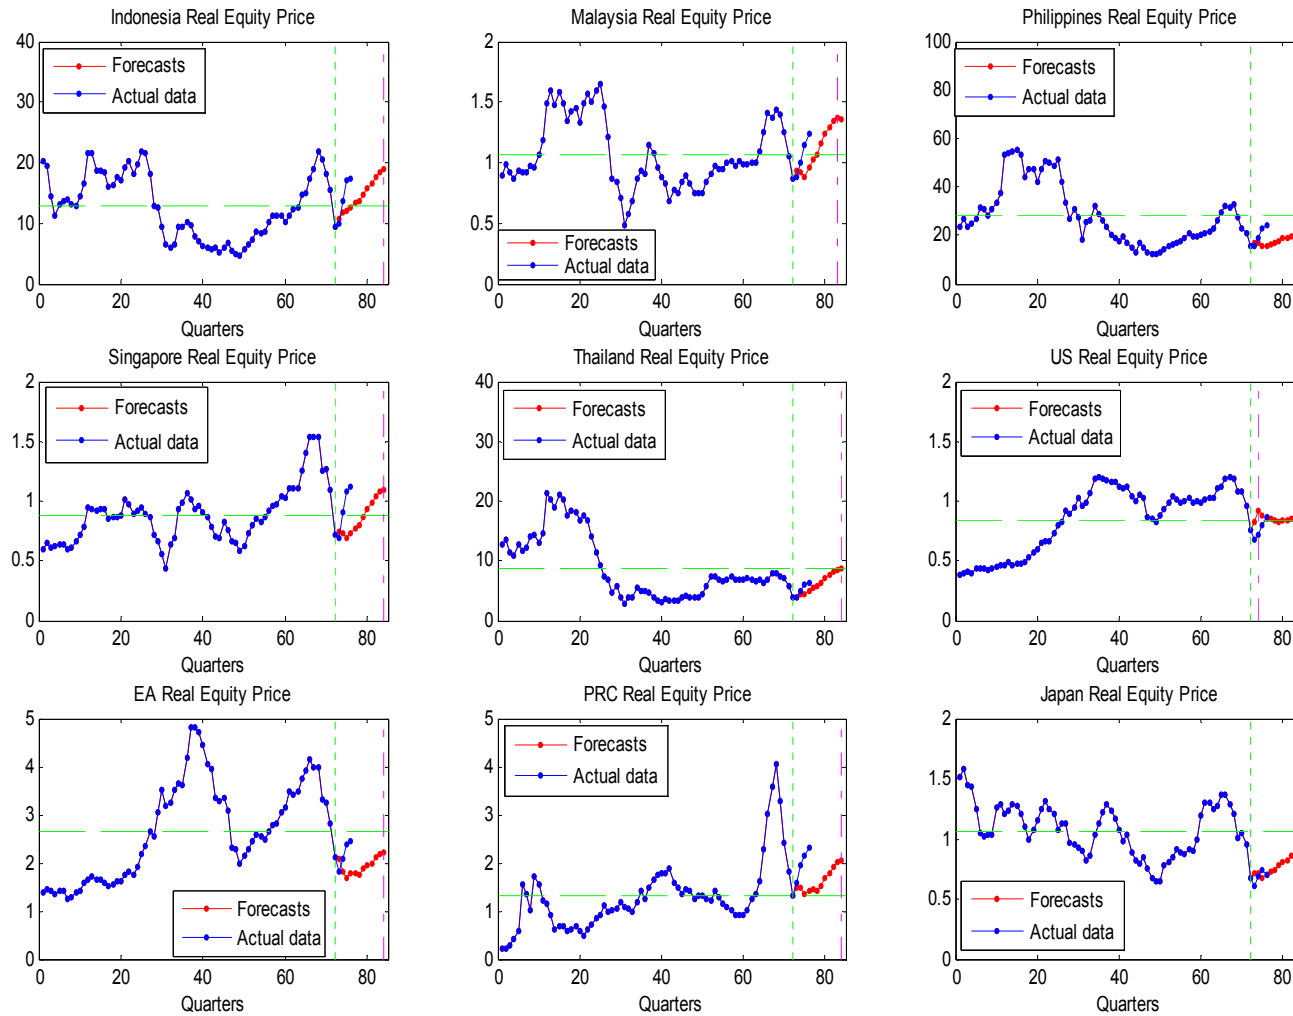 Indonesia Real Equity Price
40
30
20
10
0
0 20 40 60 80
Quarters
Forecasts
Actual data
Malaysia Real Equity Price
2
1.5
1
0.5
0
0 20 40 60 80
Quarters
Forecasts
Actual data
Philippines Real Equity Price
100
80
60
40
20
0
0 20 40 60 80
Quarters
Forecasts
Actual data
Singapore Real Equity Price
2
1.5
1
0.5
0
0 20 40 60 80
Quarters
Forecasts
Actual data
Thailand Real Equity Price
40
30
20
10
0
0 20 40 60 80
Quarters
Forecasts
Actual data
US Real Equity Price
2
1.5
1
0.5
0
0 20 40 60 80
Quarters
Forecasts
Actual data
EA Real Equity Price
5
4
3
2
1
0
0 20 40 60 80
Quarters
Forecasts
Actual data
PRC Real Equity Price
5
4
3
2
1
0
0 20 40 60 80
Quarters
Forecasts
Actual data
Japan Real Equity Price
2
1.5
1
0.5
0
0 20 40 60 80
Quarters
Forecasts
Actual data